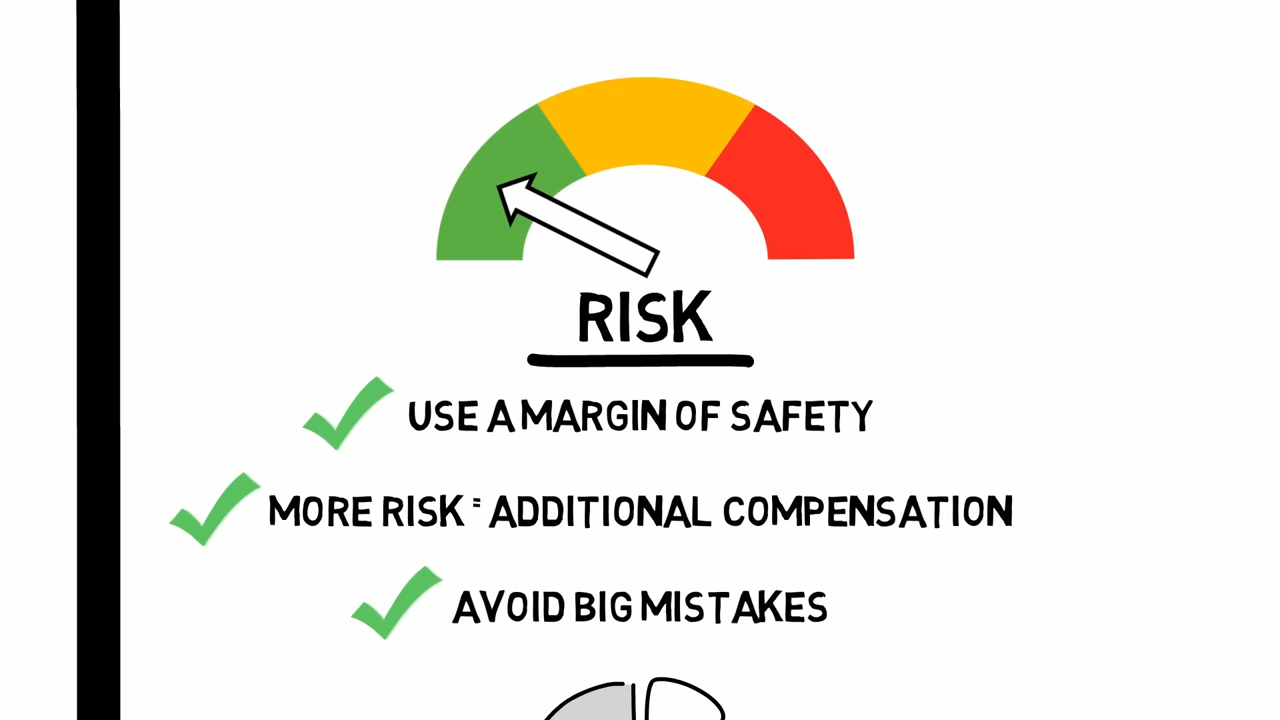 RISK
USE A MARGIN OF SAFETY
MORE RISK = ADDITIONAL COMPENSATION
AVOID BIG MISTAKES